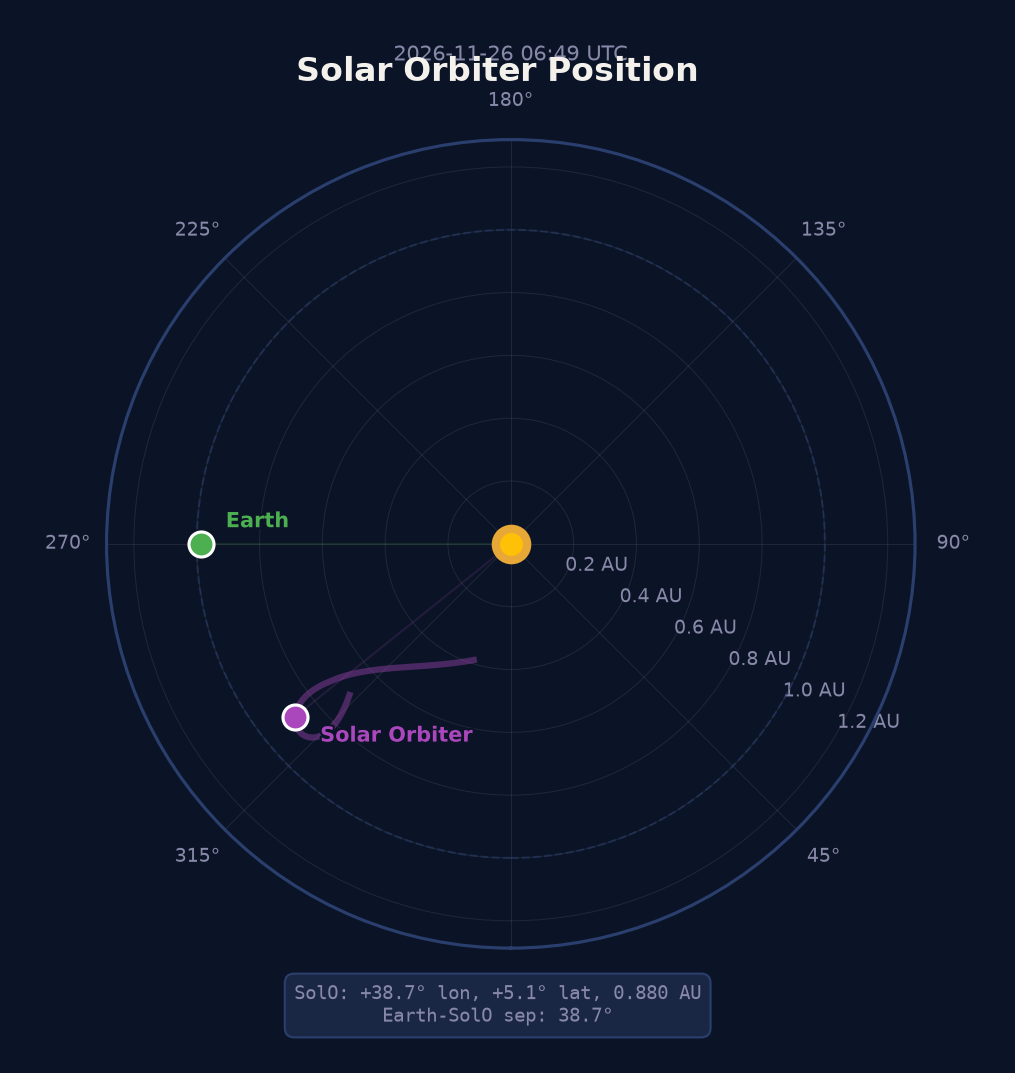 2026-11-26 06:49 UTC
Solar Orbiter Position
180°
225°
135°
Earth
270°
90°
0.2 AU
0.4 AU
0.6 AU
0.8 AU
1.0 AU
1.2 AU
Solar Orbiter
315°
45°
SolO: +38.7° lon, +5.1° lat, 0.880 AU
Earth-SolO sep: 38.7°